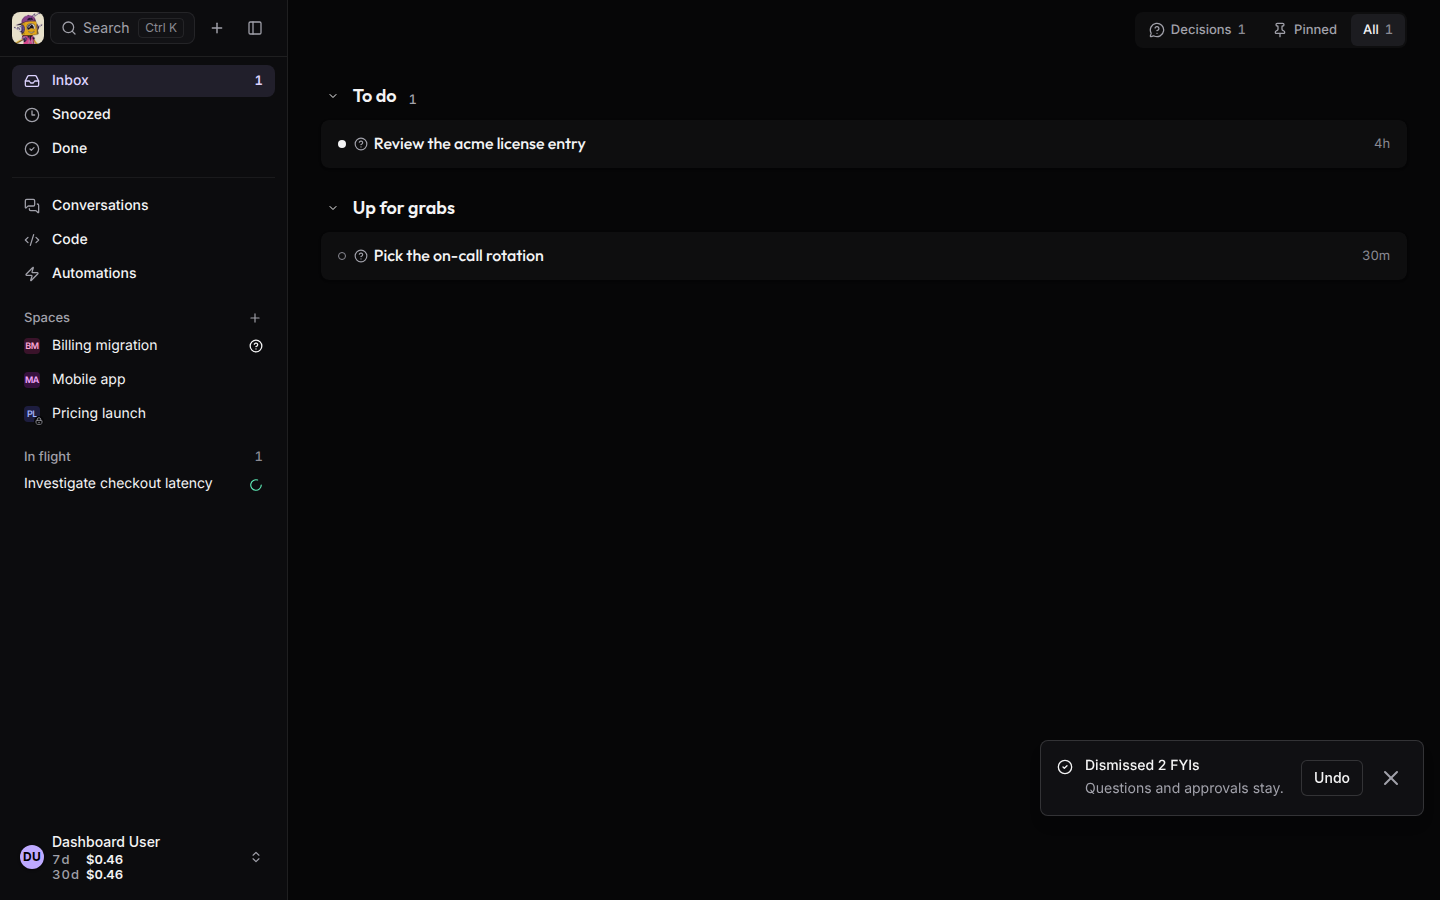 Search Ctrl K
Inbox 1
Snoozed
Done
Conversations
Code
Automations
Spaces
BM Billing migration
MA Mobile app
PL Pricing launch
In flight 1
Investigate checkout latency
DU Dashboard User
7d $0.46
30d $0.46
Decisions 1 Pinned All 1
To do 1
Review the acme license entry 4h
Up for grabs
Pick the on-call rotation 30m
Dismissed 2 FYIs
Questions and approvals stay.
Undo